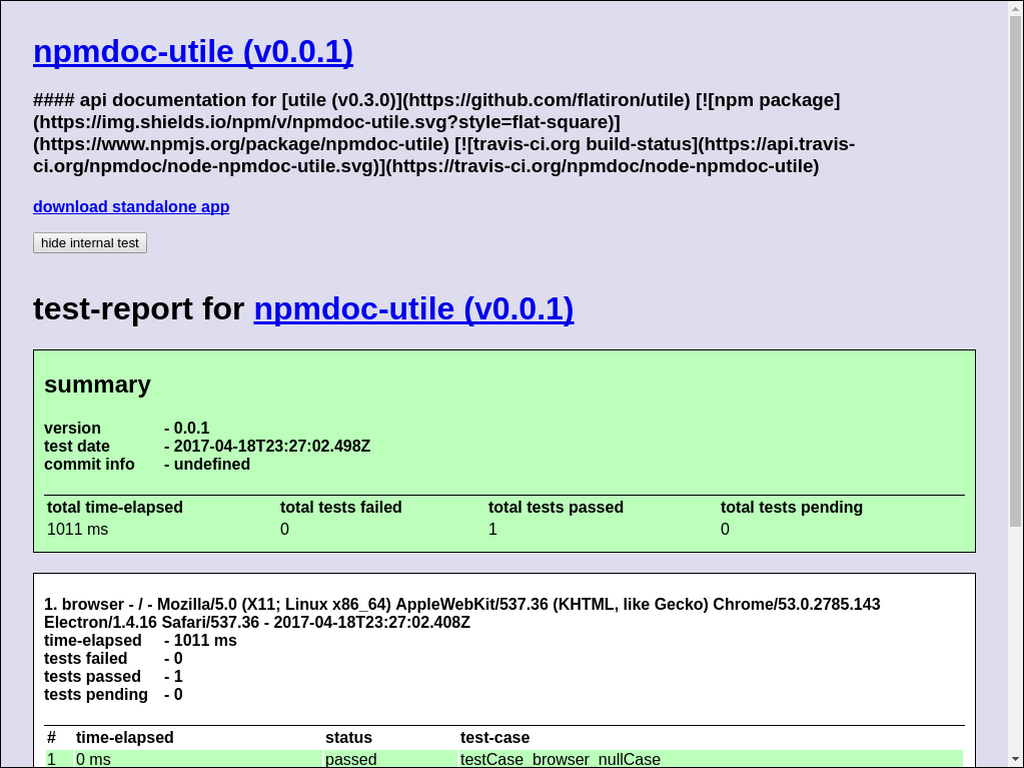 npmdoc-utile (v0.0.1)
#### api documentation for [utile (v0.3.0)](https://github.com/flatiron/utile) [![npm package]
(https://img.shields.io/npm/v/npmdoc-utile.svg?style=flat-square)]
(https://www.npmjs.org/package/npmdoc-utile) [![travis-ci.org build-status](https://api.travis-
ci.org/npmdoc/node-npmdoc-utile.svg)](https://travis-ci.org/npmdoc/node-npmdoc-utile)
download standalone app
hide internal test
test-report for npmdoc-utile (v0.0.1)
summary
version - 0.0.1
test date - 2017-04-18T23:27:02.498Z
commit info - undefined
total time-elapsed total tests failed total tests passed total tests pending
1011 ms 0 1 0
1. browser - / - Mozilla/5.0 (X11; Linux x86_64) AppleWebKit/537.36 (KHTML, like Gecko) Chrome/53.0.2785.143
Electron/1.4.16 Safari/537.36 - 2017-04-18T23:27:02.408Z
time-elapsed - 1011 ms
tests failed - 0
tests passed - 1
tests pending - 0
# time-elapsed status test-case
1 0 ms passed testCase_browser_nullCase